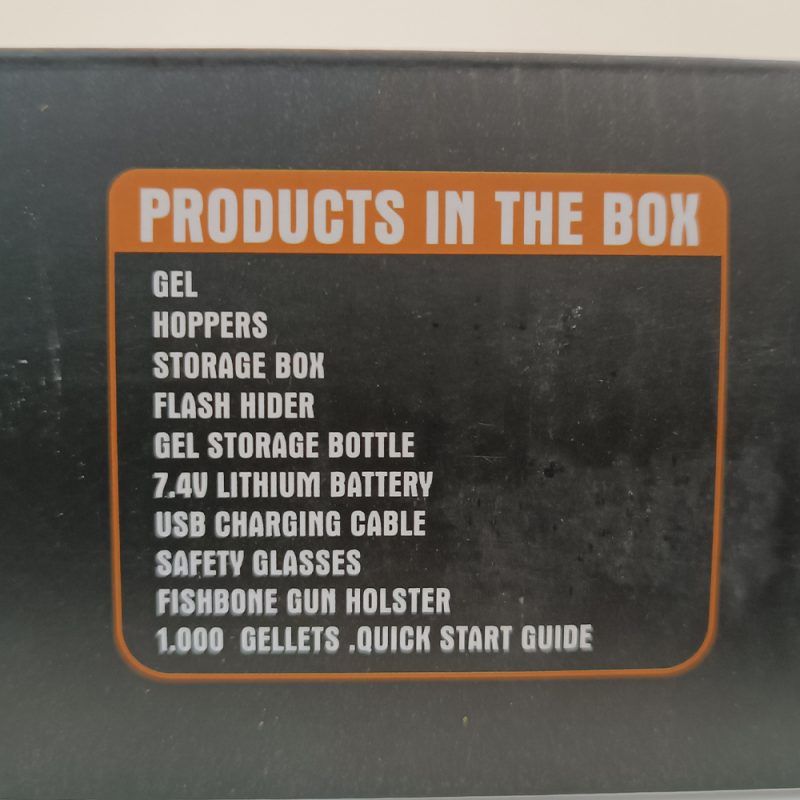 PRODUCTS IN THE BOX
GEL
HOPPERS
STORAGE BOX
FLASH HIDER
GEL STORAGE BOTTLE
7.4V LITHIUM BATTERY
USB CHARGING CABLE
SAFETY GLASSES
FISHBONE GUN HOLSTER
1.000 GELLETS .QUICK START GUIDE